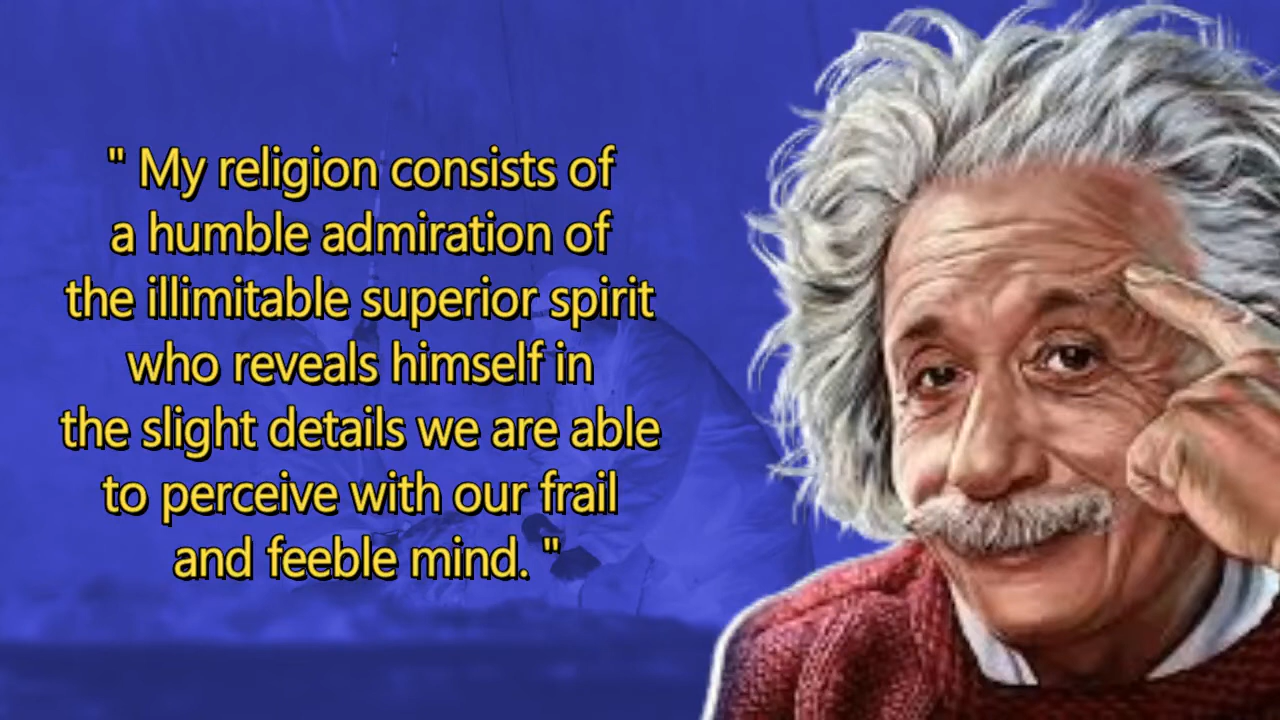 " My religion consists of
a humble admiration of
the illimitable superior spirit
who reveals himself in
the slight details we are able
to perceive with our frail
and feeble mind. "